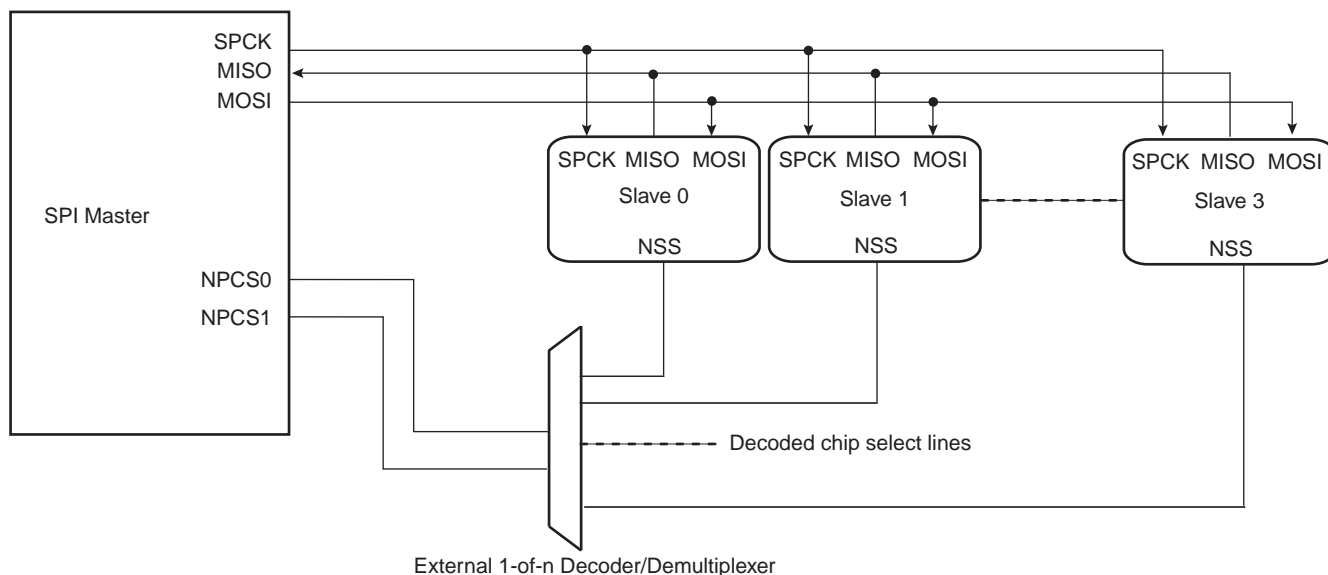 SPCK
MISO
MOSI
SPI Master
NPCS0
NPCS1
SPCK MISO MOSI
Slave 0
NSS
SPCK MISO MOSI
Slave 1
NSS
SPCK MISO MOSI
Slave 3
NSS
Decoded chip select lines
External 1-of-n Decoder/Demultiplexer